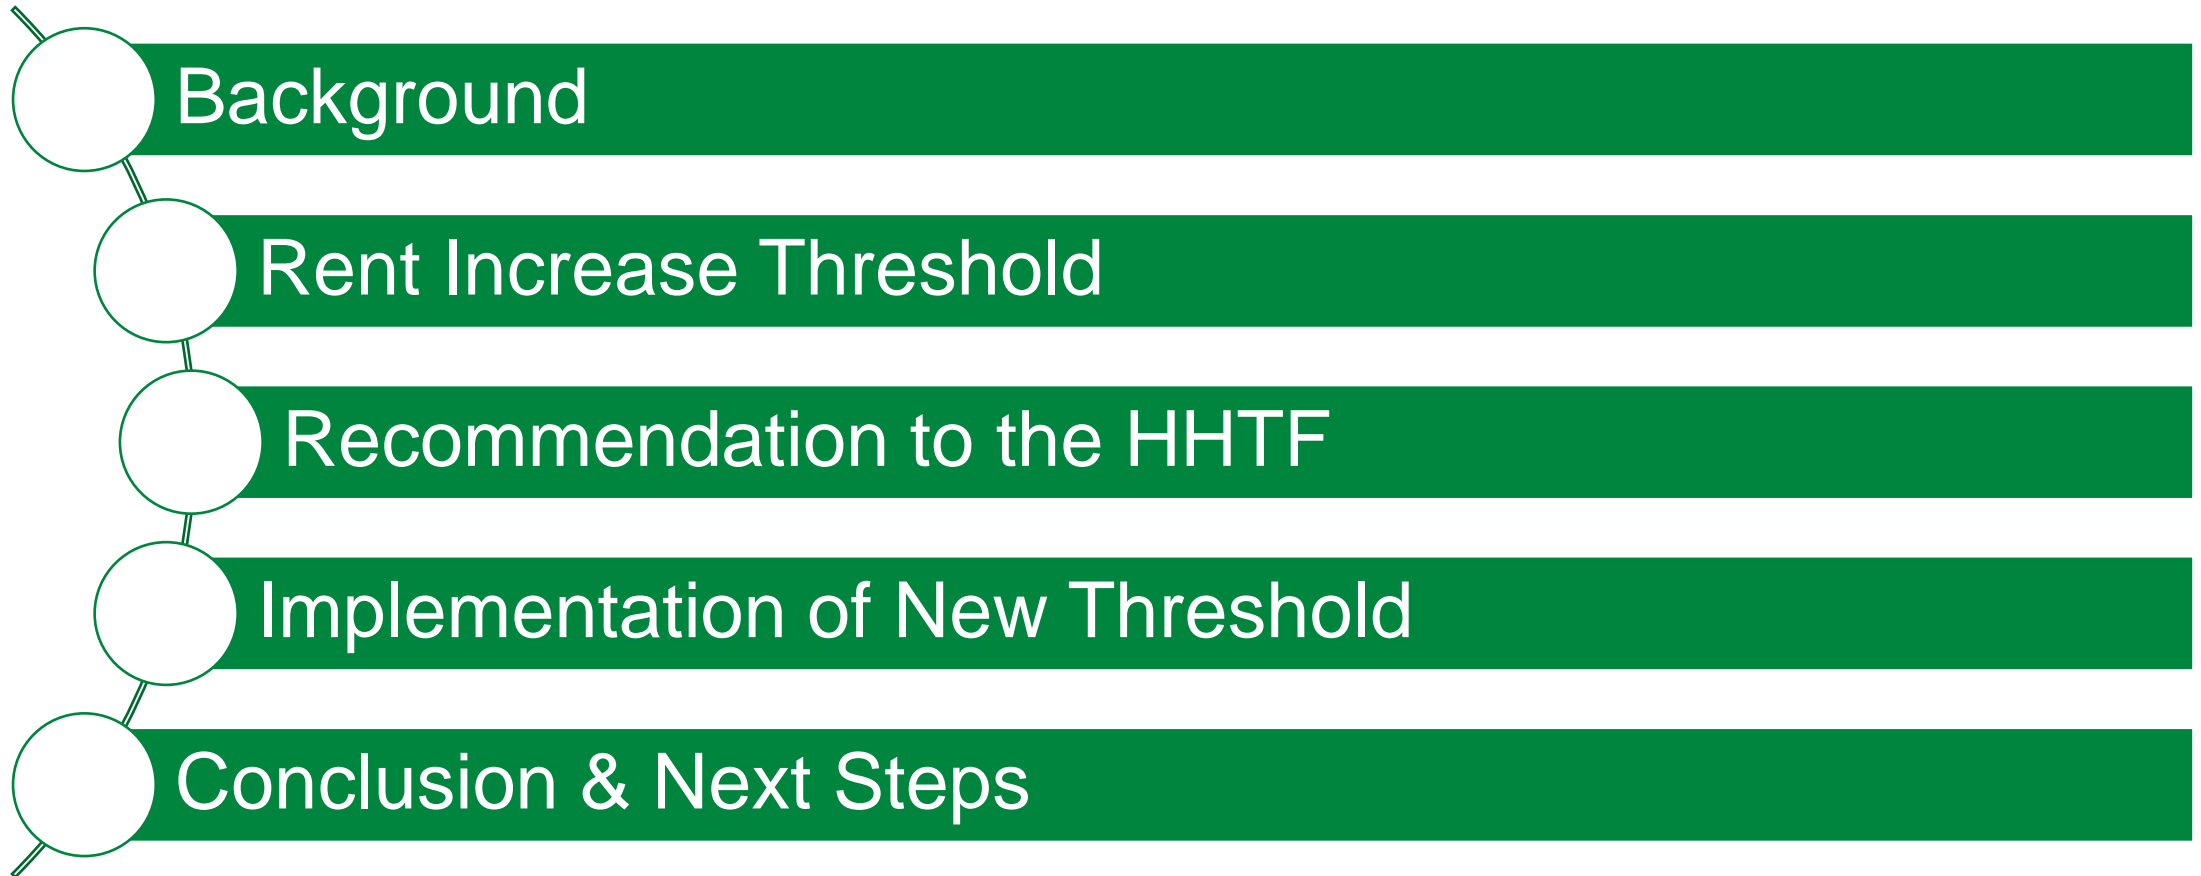 Background
Rent Increase Threshold
Recommendation to the HHTF
Implementation of New Threshold
Conclusion & Next Steps